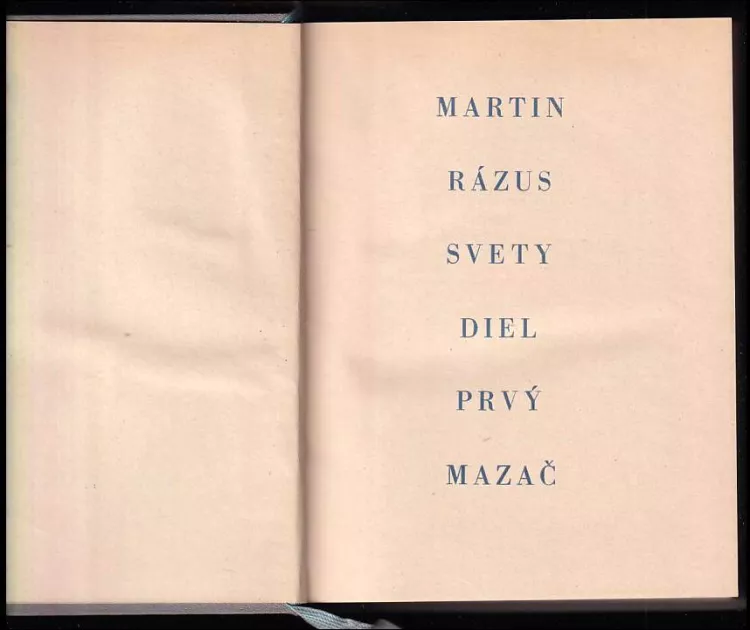 MARTIN
RÁZUS
SVETY
DIEL
PRVÝ
MAZAČ